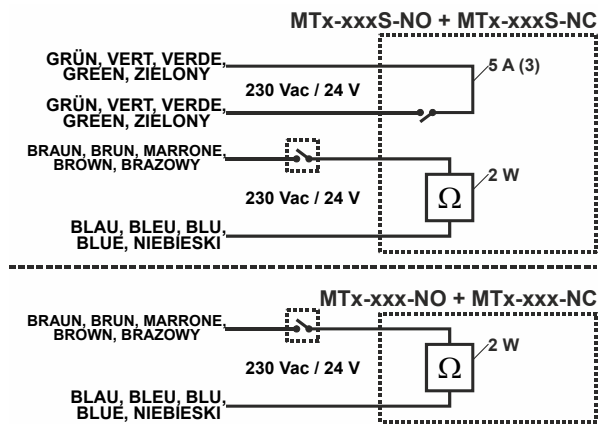 MTx-xxxS-NO + MTx-xxxS-NC
GRÜN, VERT, VERDE,
GREEN, ZIELONY
5 A (3)
230 Vac / 24 V
GRÜN, VERT, VERDE,
GREEN, ZIELONY
BRAUN, BRUN, MARRONE,
BROWN, BRAZOWY
2 W
Ω
230 Vac / 24 V
BLAU, BLEU, BLU,
BLUE, NIEBIESKI
MTx-xxx-NO + MTx-xxx-NC
BRAUN, BRUN, MARRONE,
BROWN, BRAZOWY
2 W
230 Vac / 24 V
Ω
BLAU, BLEU, BLU,
BLUE, NIEBIESKI